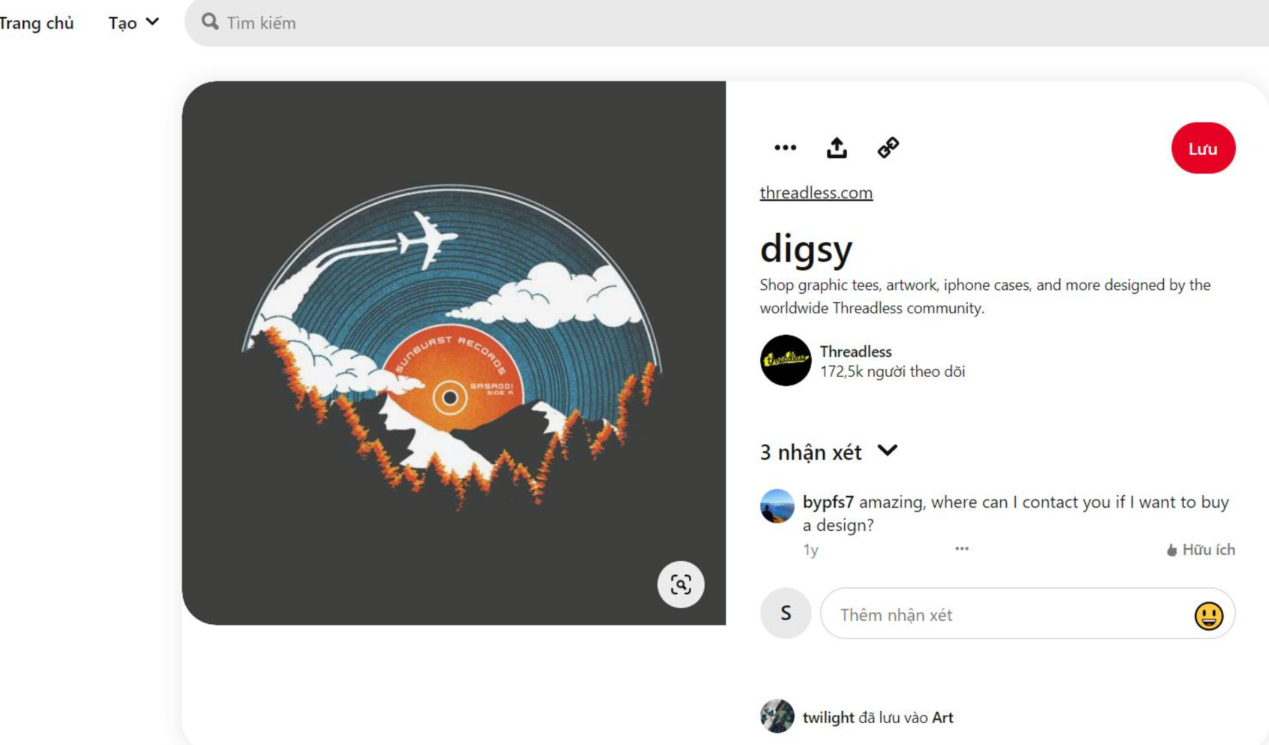 Trang chủ
Tạo
Tìm kiếm
SUNBURST RECORDS
SASA001
SIDE A
Lưu
threadless.com
digsy
Shop graphic tees, artwork, iphone cases, and more designed by the
worldwide Threadless community.
threadless
Threadless
172,5k người theo dõi
3 nhận xét
bypfs7 amazing, where can I contact you if I want to buy
a design?
1y
Hữu ích
S
Thêm nhận xét
twilight đã lưu vào Art